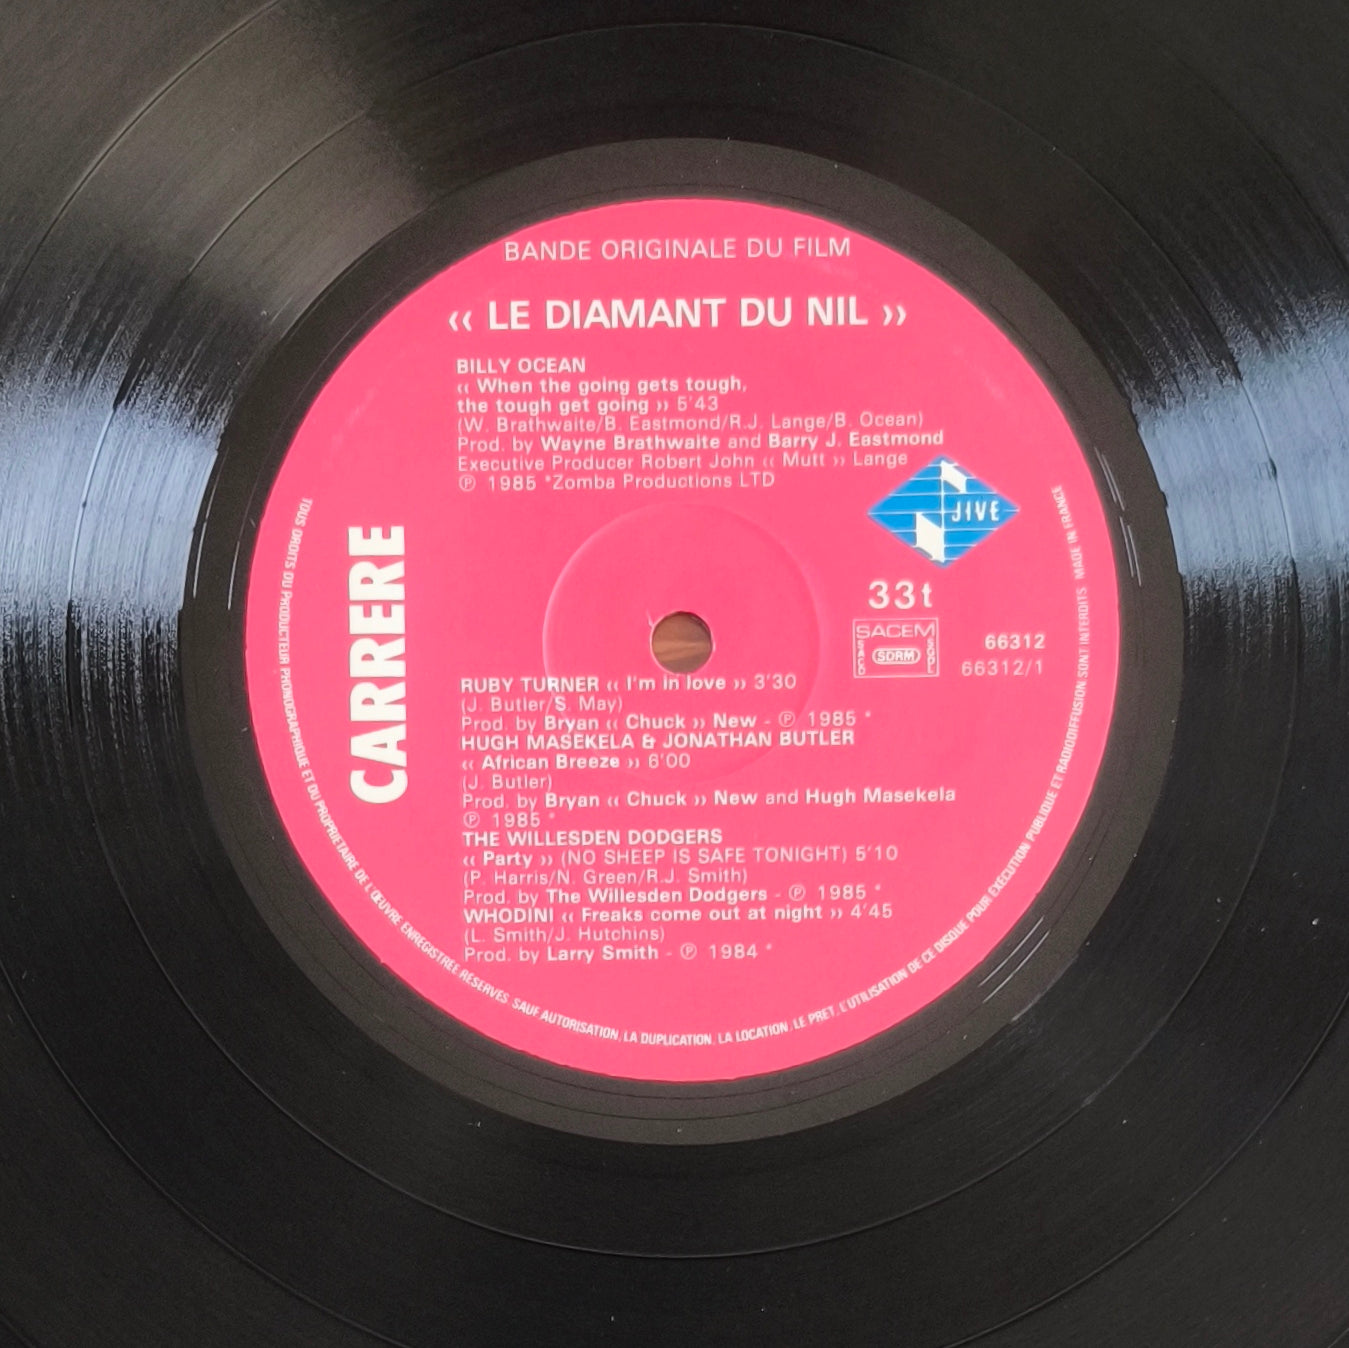 BANDE ORIGINALE DU FILM
‹‹ LE DIAMANT DU NIL ››
BILLY OCEAN
‹‹ When the going gets tough,
the tough get going ›› 5'43
(W. Brathwaite/B. Eastmond/R.J. Lange/B. Ocean)
Prod. by Wayne Brathwaite and Barry J. Eastmond
Executive Producer Robert John ‹‹ Mutt ›› Lange
℗ 1985 *Zomba Productions LTD
JIVE
CARRERE
33t
SACEM
SACD
SDRM
SGDL
66312
66312/1
RUBY TURNER ‹‹ I'm in love ›› 3'30
(J. Butler/S. May)
Prod. by Bryan ‹‹ Chuck ›› New - ℗ 1985 *
HUGH MASEKELA & JONATHAN BUTLER
‹‹ African Breeze ›› 6'00
(J. Butler)
Prod. by Bryan ‹‹ Chuck ›› New and Hugh Masekela
℗ 1985 *
THE WILLESDEN DODGERS
‹‹ Party ›› (NO SHEEP IS SAFE TONIGHT) 5'10
(P. Harris/N. Green/R.J. Smith)
Prod. by The Willesden Dodgers - ℗ 1985 *
WHODINI ‹‹ Freaks come out at night ›› 4'45
(L. Smith/J. Hutchins)
Prod. by Larry Smith - ℗ 1984 *
TOUS DROITS DU PRODUCTEUR PHONOGRAPHIQUE ET DU PROPRIETAIRE DE L'ŒUVRE ENREGISTREE RESERVES. SAUF AUTORISATION, LA DUPLICATION, LA LOCATION, LE PRET, L'UTILISATION DE CE DISQUE POUR EXECUTION PUBLIQUE ET RADIODIFFUSION SONT INTERDITS. MADE IN FRANCE